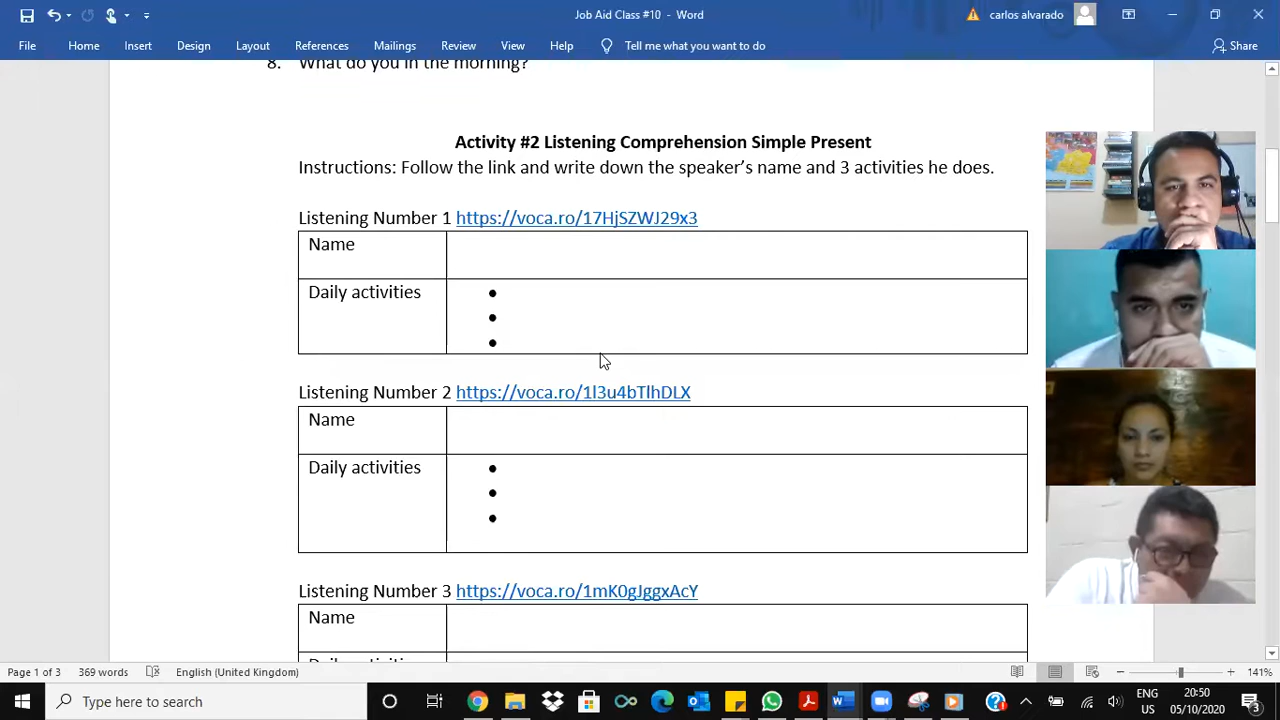 Job Aid Class #10 - Word
carlos alvarado
File Home Insert Design Layout References Mailings Review View Help Tell me what you want to do Share
8. What do you in the morning?
Activity #2 Listening Comprehension Simple Present
Instructions: Follow the link and write down the speaker's name and 3 activities he does.
Listening Number 1 https://voca.ro/17HjSZWJ29x3
Name
Daily activities
Listening Number 2 https://voca.ro/1l3u4bTlhDLX
Name
Daily activities
Listening Number 3 https://voca.ro/1mK0gJggxAcY
Name
Daily activities
Page 1 of 3 369 words English (United Kingdom) 141%
Type here to search
ENG 20:50
US 05/10/2020 3